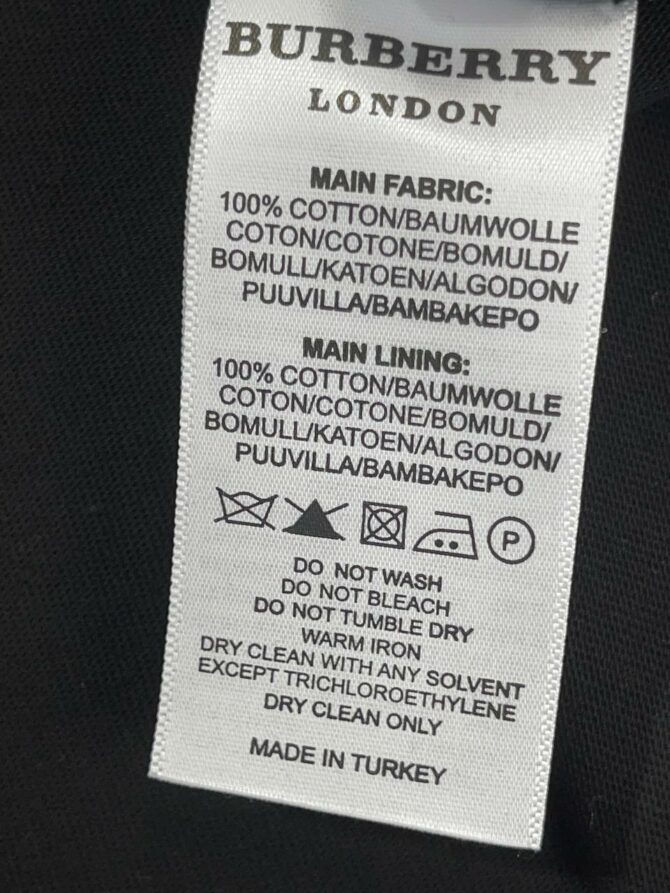 BURBERRY
LONDON
MAIN FABRIC:
100% COTTON/BAUMWOLLE
COTON/COTONE/BOMULD/
BOMULL/KATOEN/ALGODON/
PUUVILLA/BAMBAKEPO
MAIN LINING:
100% COTTON/BAUMWOLLE
COTON/COTONE/BOMULD/
BOMULL/KATOEN/ALGODON/
PUUVILLA/BAMBAKEPO
P
DO NOT WASH
DO NOT BLEACH
DO NOT TUMBLE DRY
WARM IRON
DRY CLEAN WITH ANY SOLVENT
EXCEPT TRICHLOROETHYLENE
DRY CLEAN ONLY
MADE IN TURKEY